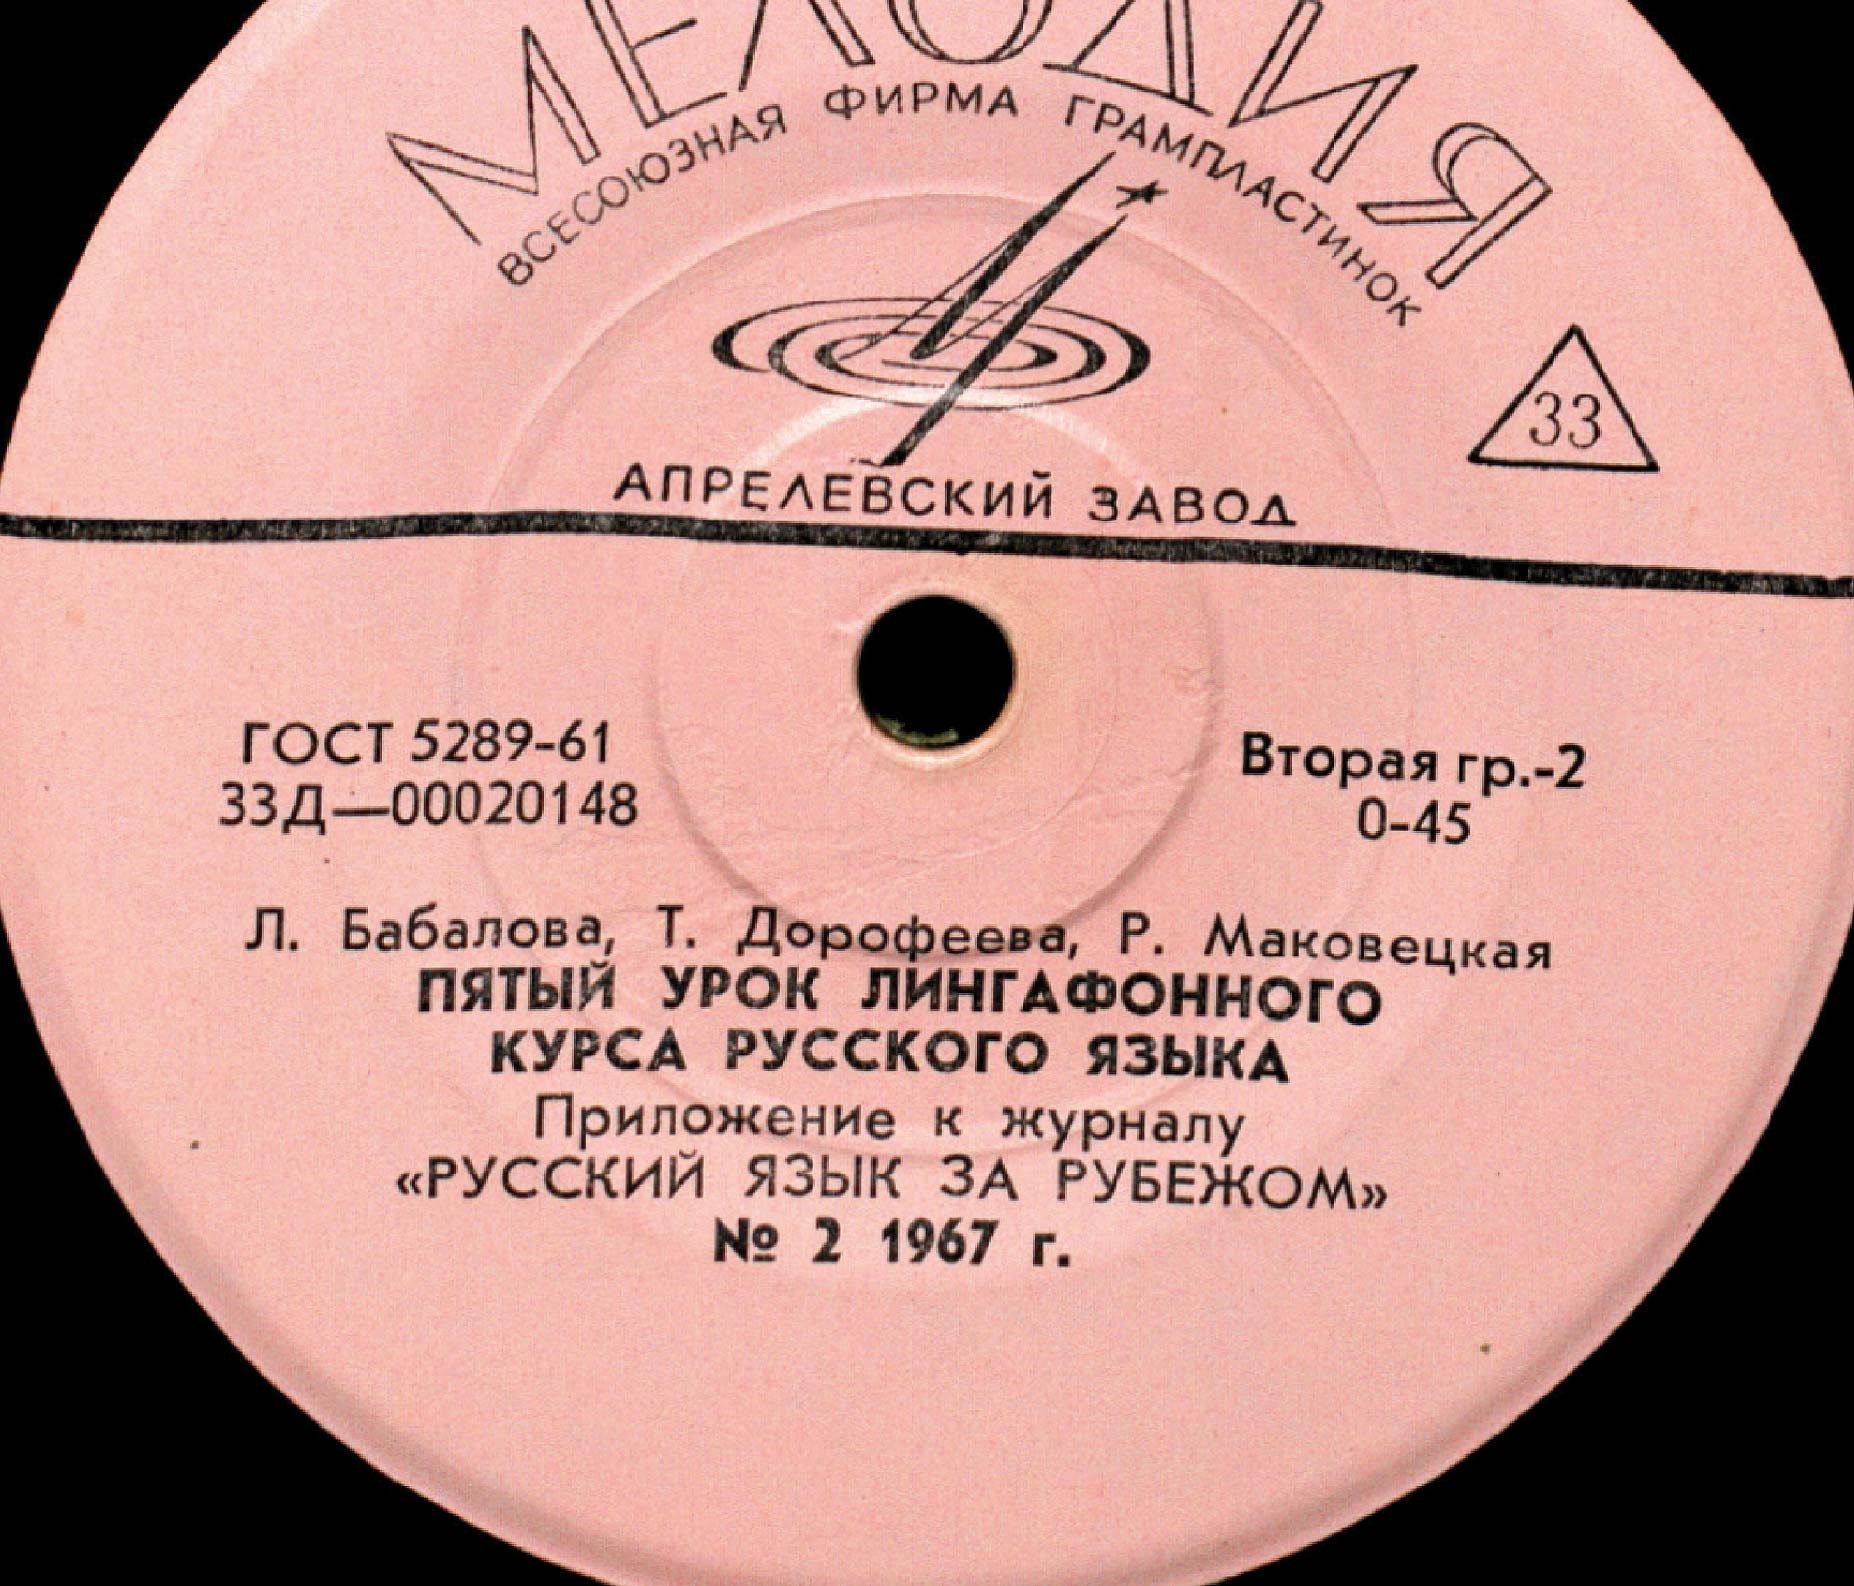 МЕЛОДИЯ
ВСЕСОЮЗНАЯ ФИРМА ГРАМПЛАСТИНОК
33
АПРЕЛЕВСКИЙ ЗАВОД
ГОСТ 5289-61
33Д—00020148
Вторая гр.-2
0-45
Л. Бабалова, Т. Дорофеева, Р. Маковецкая
ПЯТЫЙ УРОК ЛИНГАФОННОГО
КУРСА РУССКОГО ЯЗЫКА
Приложение к журналу
«РУССКИЙ ЯЗЫК ЗА РУБЕЖОМ»
№ 2 1967 г.